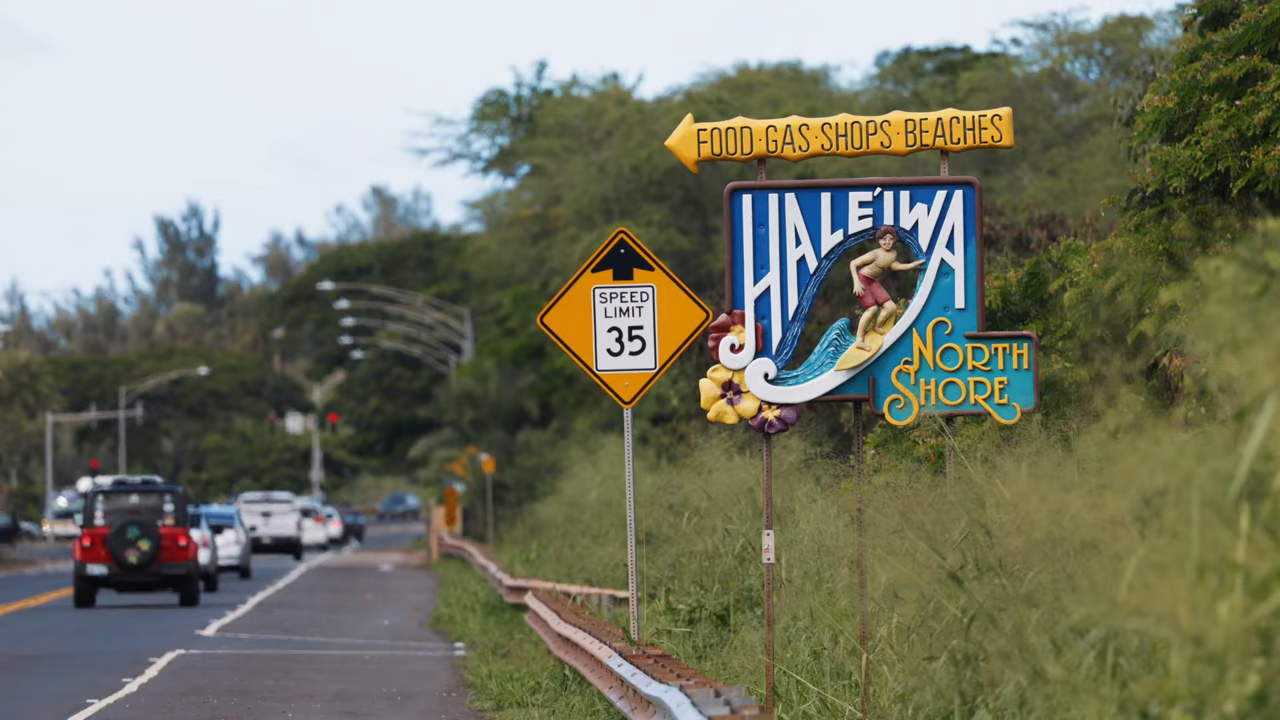 FOOD·GAS·SHOPS·BEACHES
HALEʻIWA
NORTH
SHORE
SPEED
LIMIT
35